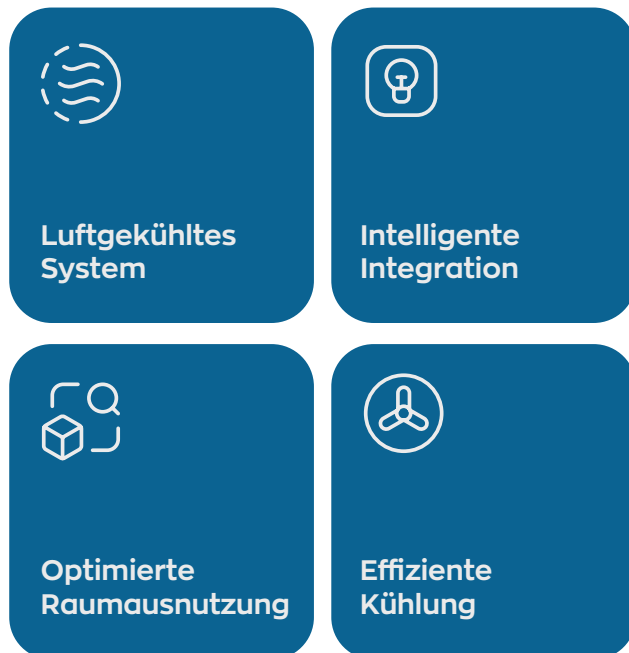 Luftgekühltes
System
Intelligente
Integration
Optimierte
Raumausnutzung
Effiziente
Kühlung